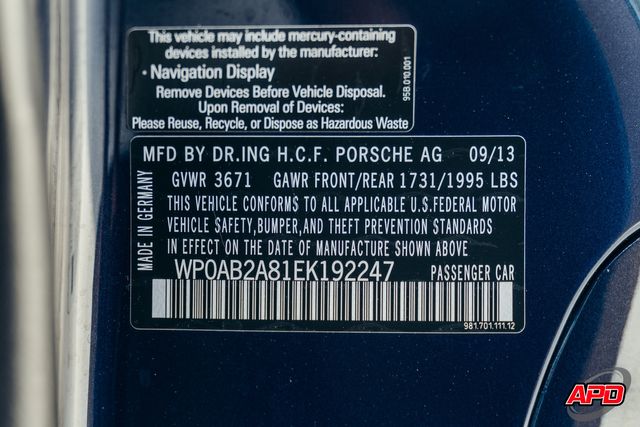 This vehicle may include mercury-containing
devices installed by the manufacturer:
· Navigation Display
Remove Devices Before Vehicle Disposal.
Upon Removal of Devices:
Please Reuse, Recycle, or Dispose as Hazardous Waste
95B.010.001
MFD BY DR.ING H.C.F. PORSCHE AG 09/13
GVWR 3671 GAWR FRONT/REAR 1731/1995 LBS
THIS VEHICLE CONFORM$ TO ALL APPLICABLE U.S.FEDERAL MOTOR
VEHICLE SAFETY,BUMPER,AND THEFT PREVENTION STANDARDS
IN EFFECT ON THE DATE OF MANUFACTURE SHOWN ABOVE
WP0AB2A81EK192247 PASSENGER CAR
MADE IN GERMANY
981.701.111.12
APD